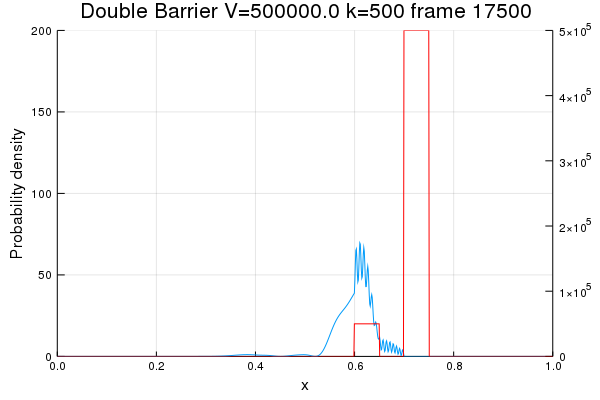 Double Barrier V=500000.0 k=500 frame 17500
200
150
100
50
0
Probability density
5×10⁵
4×10⁵
3×10⁵
2×10⁵
1×10⁵
0
0.0 0.2 0.4 0.6 0.8 1.0
x